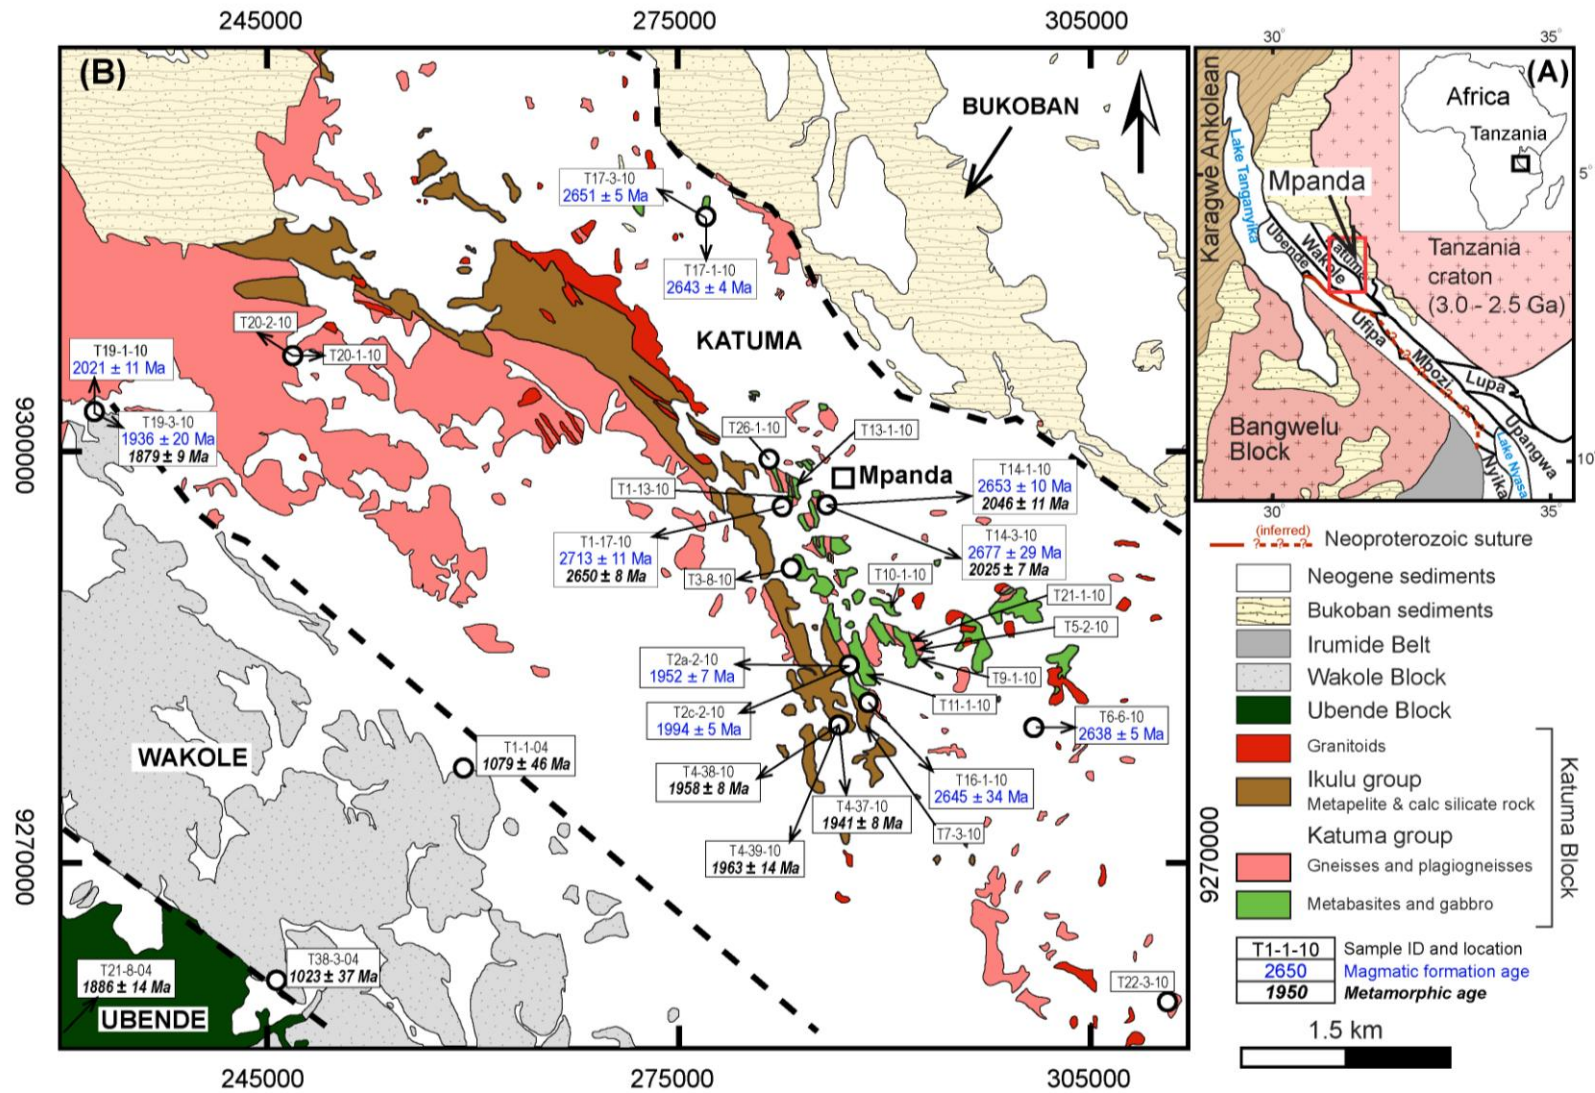 245000
275000
305000
(B)
BUKOBAN
T17-3-10
2651 ± 5 Ma
T17-1-10
2643 ± 4 Ma
KATUMA
T20-2-10
T20-1-10
T19-1-10
2021 ± 11 Ma
T19-3-10
1936 ± 20 Ma
1879 ± 9 Ma
9300000
T26-1-10
T13-1-10
Mpanda
T1-13-10
T14-1-10
2653 ± 10 Ma
2046 ± 11 Ma
T1-17-10
2713 ± 11 Ma
2650 ± 8 Ma
T14-3-10
2677 ± 29 Ma
2025 ± 7 Ma
T3-8-10
T10-1-10
T21-1-10
T5-2-10
T2a-2-10
1952 ± 7 Ma
T9-1-10
T11-1-10
T2c-2-10
1994 ± 5 Ma
T6-6-10
2638 ± 5 Ma
WAKOLE
T1-1-04
1079 ± 46 Ma
T4-38-10
1958 ± 8 Ma
T16-1-10
2645 ± 34 Ma
T4-37-10
1941 ± 8 Ma
T7-3-10
T4-39-10
1963 ± 14 Ma
9270000
9270000
T21-8-04
1886 ± 14 Ma
T38-3-04
1023 ± 37 Ma
T22-3-10
UBENDE
245000
275000
305000
30°
35°
(A)
Africa
Tanzania
Karagwe Ankolean
Lake Tanganyika
Mpanda
5°
Ubende
Wakole
Katuma
Tanzania
craton
(3.0 - 2.5 Ga)
Ufipa
? ? ? ? ?
Mbozi
Lupa
Upangwa
Bangwelu
Block
Lake Nyasa
Nyika
10°
30°
35°
(inferred)
?-?-?-?
Neoproterozoic suture
Neogene sediments
Bukoban sediments
Irumide Belt
Wakole Block
Ubende Block
Granitoids
Ikulu group
Metapelite & calc silicate rock
Katuma group
Gneisses and plagiogneisses
Metabasites and gabbro
Katuma Block
T1-1-10 Sample ID and location
2650 Magmatic formation age
1950 Metamorphic age
1.5 km